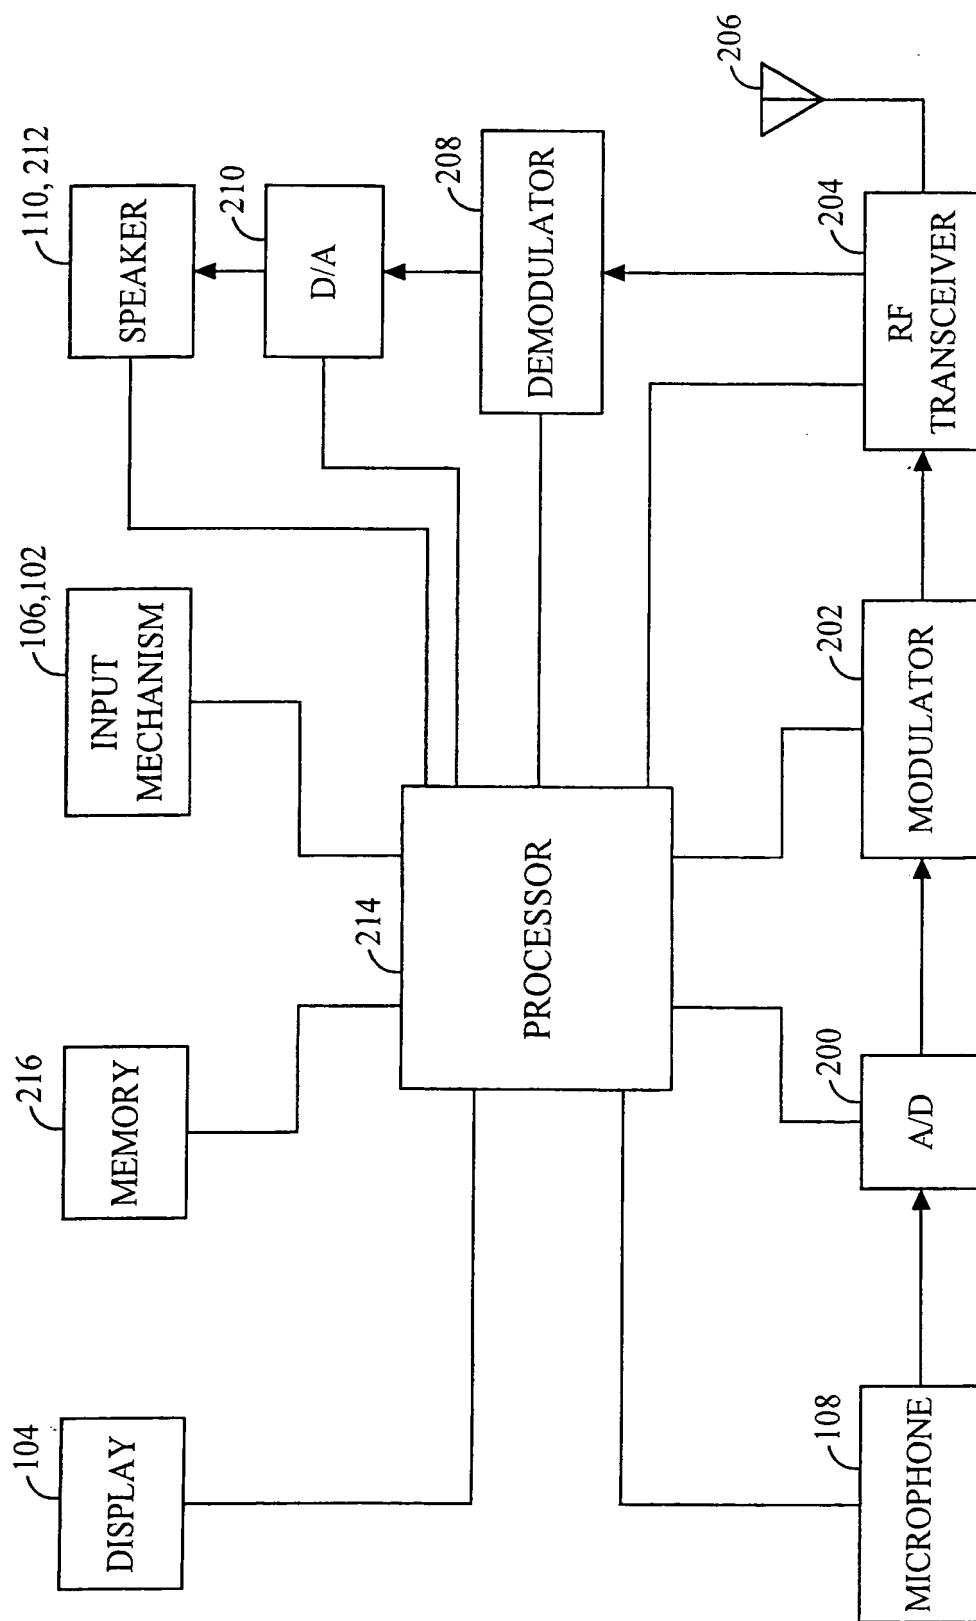 104
DISPLAY
216
MEMORY
106,102
INPUT
MECHANISM
110, 212
SPEAKER
210
D/A
208
DEMODULATOR
206
214
PROCESSOR
108
MICROPHONE
200
A/D
202
MODULATOR
204
RF
TRANSCEIVER